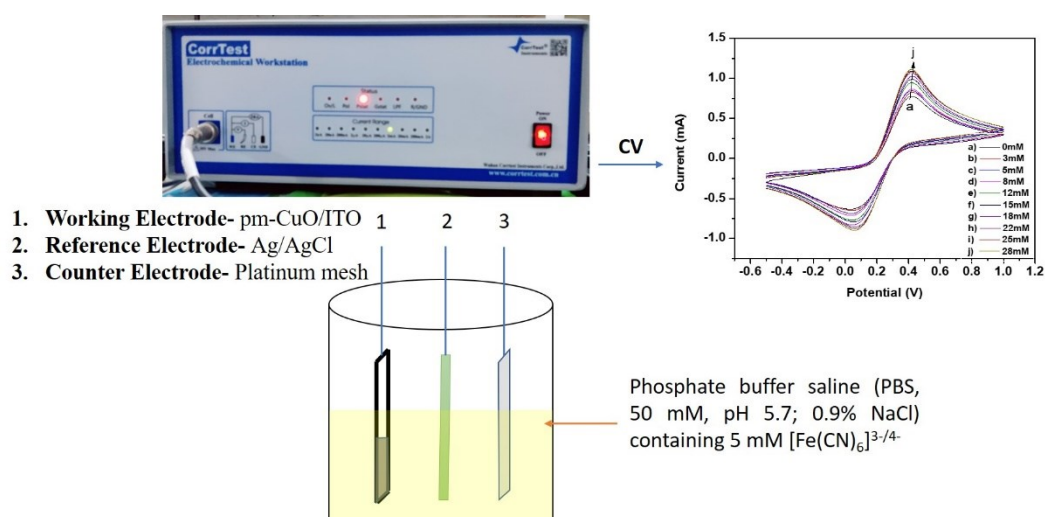 CorrTest
Electrochemical Workstation
CorrTest®
Status
Cell
Current Range
Power
ON
OFF
www.corrtest.com.cn
CV
1. Working Electrode- pm-CuO/ITO
2. Reference Electrode- Ag/AgCl
3. Counter Electrode- Platinum mesh
1 2 3
Phosphate buffer saline (PBS,
50 mM, pH 5.7; 0.9% NaCl)
containing 5 mM [Fe(CN)₆]³⁻/⁴⁻
Current (mA)
1.5
1.0
0.5
0.0
-0.5
-1.0
j
a
a) 0mM
b) 3mM
c) 5mM
d) 8mM
e) 12mM
f) 15mM
g) 18mM
h) 22mM
i) 25mM
j) 28mM
-0.6 -0.4 -0.2 0.0 0.2 0.4 0.6 0.8 1.0 1.2
Potential (V)